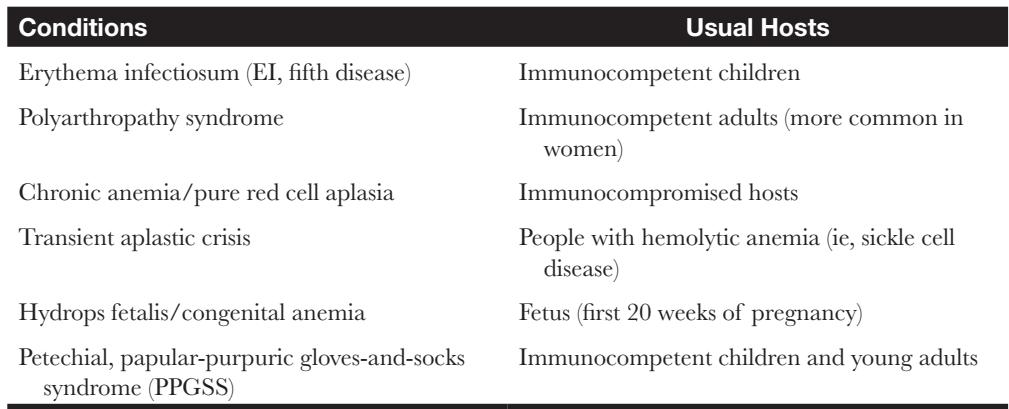 Conditions Usual Hosts
Erythema infectiosum (EI, fifth disease) Immunocompetent children
Polyarthropathy syndrome Immunocompetent adults (more common in
women)
Chronic anemia/pure red cell aplasia Immunocompromised hosts
Transient aplastic crisis People with hemolytic anemia (ie, sickle cell
disease)
Hydrops fetalis/congenital anemia Fetus (first 20 weeks of pregnancy)
Petechial, papular-purpuric gloves-and-socks Immunocompetent children and young adults
syndrome (PPGSS)